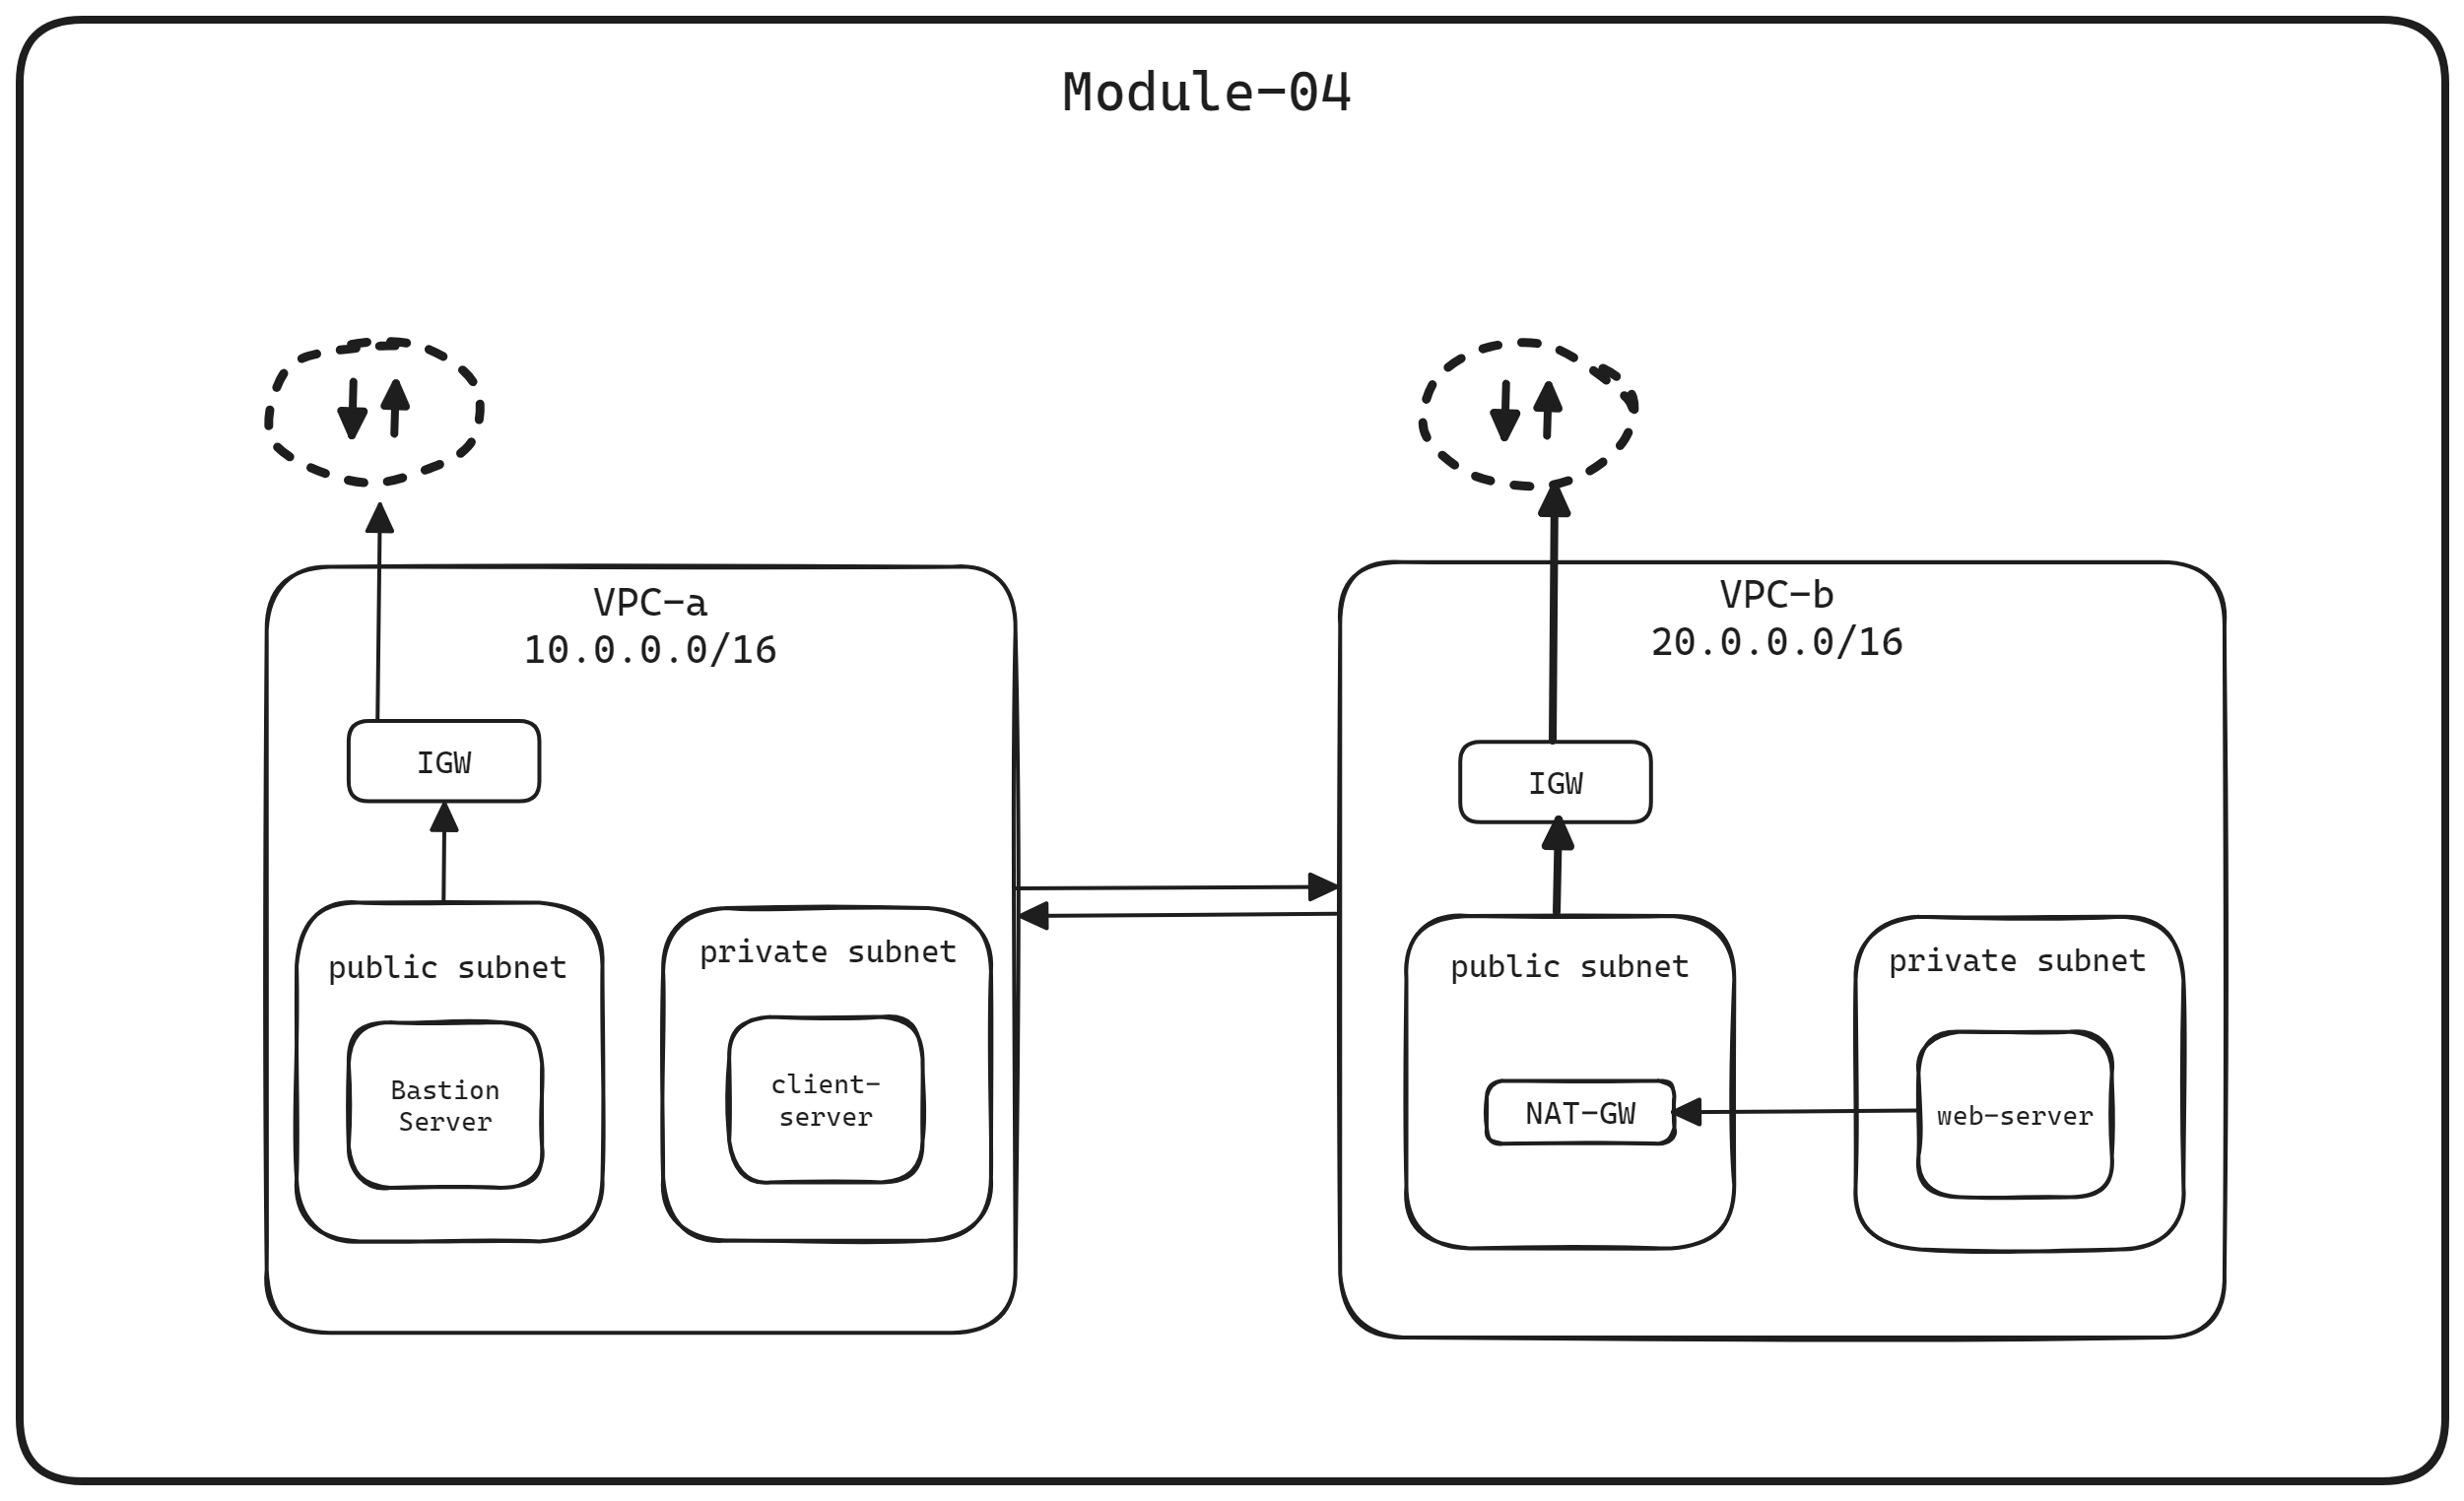 Module-04
VPC-a
10.0.0.0/16
IGW
public subnet
Bastion
Server
private subnet
client-
server
VPC-b
20.0.0.0/16
IGW
public subnet
NAT-GW
private subnet
web-server